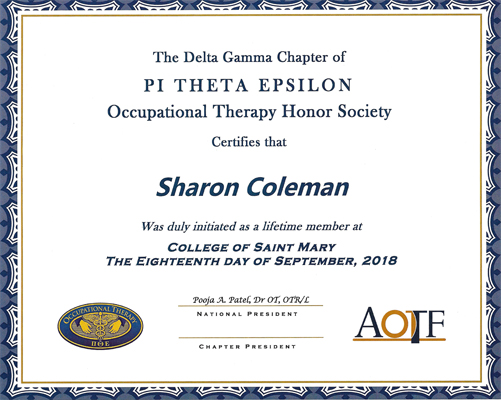 The Delta Gamma Chapter of
PI THETA EPSILON
Occupational Therapy Honor Society
Certifies that
Sharon Coleman
Was duly initiated as a lifetime member at
College of Saint Mary
The Eighteenth day of September, 2018
Pooja A. Patel, Dr OT, OTR/L
National President
Chapter President
Occupational Therapy
ΠΘΕ
AOTF